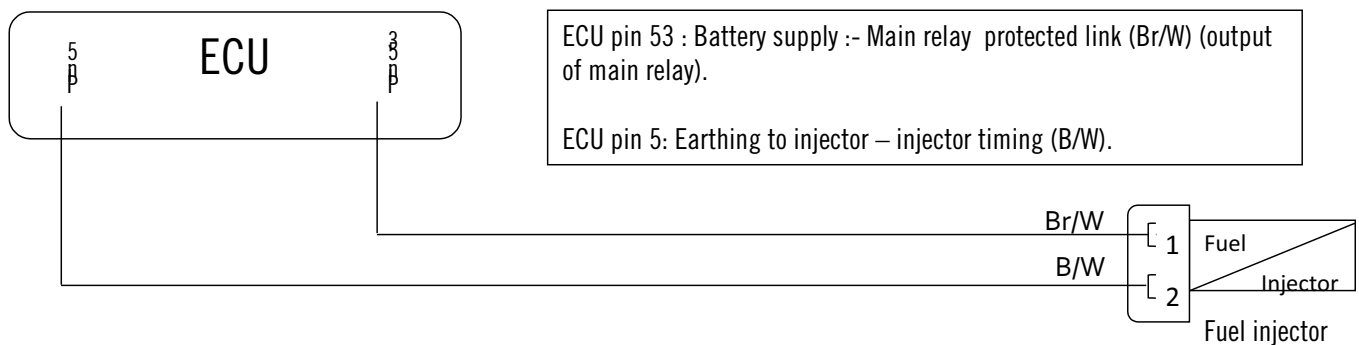 ECU
ECU pin 53 : Battery supply :- Main relay protected link (Br/W) (output
of main relay).
ECU pin 5: Earthing to injector – injector timing (B/W).
Br/W
1
Fuel
B/W
Injector
2
Fuel injector